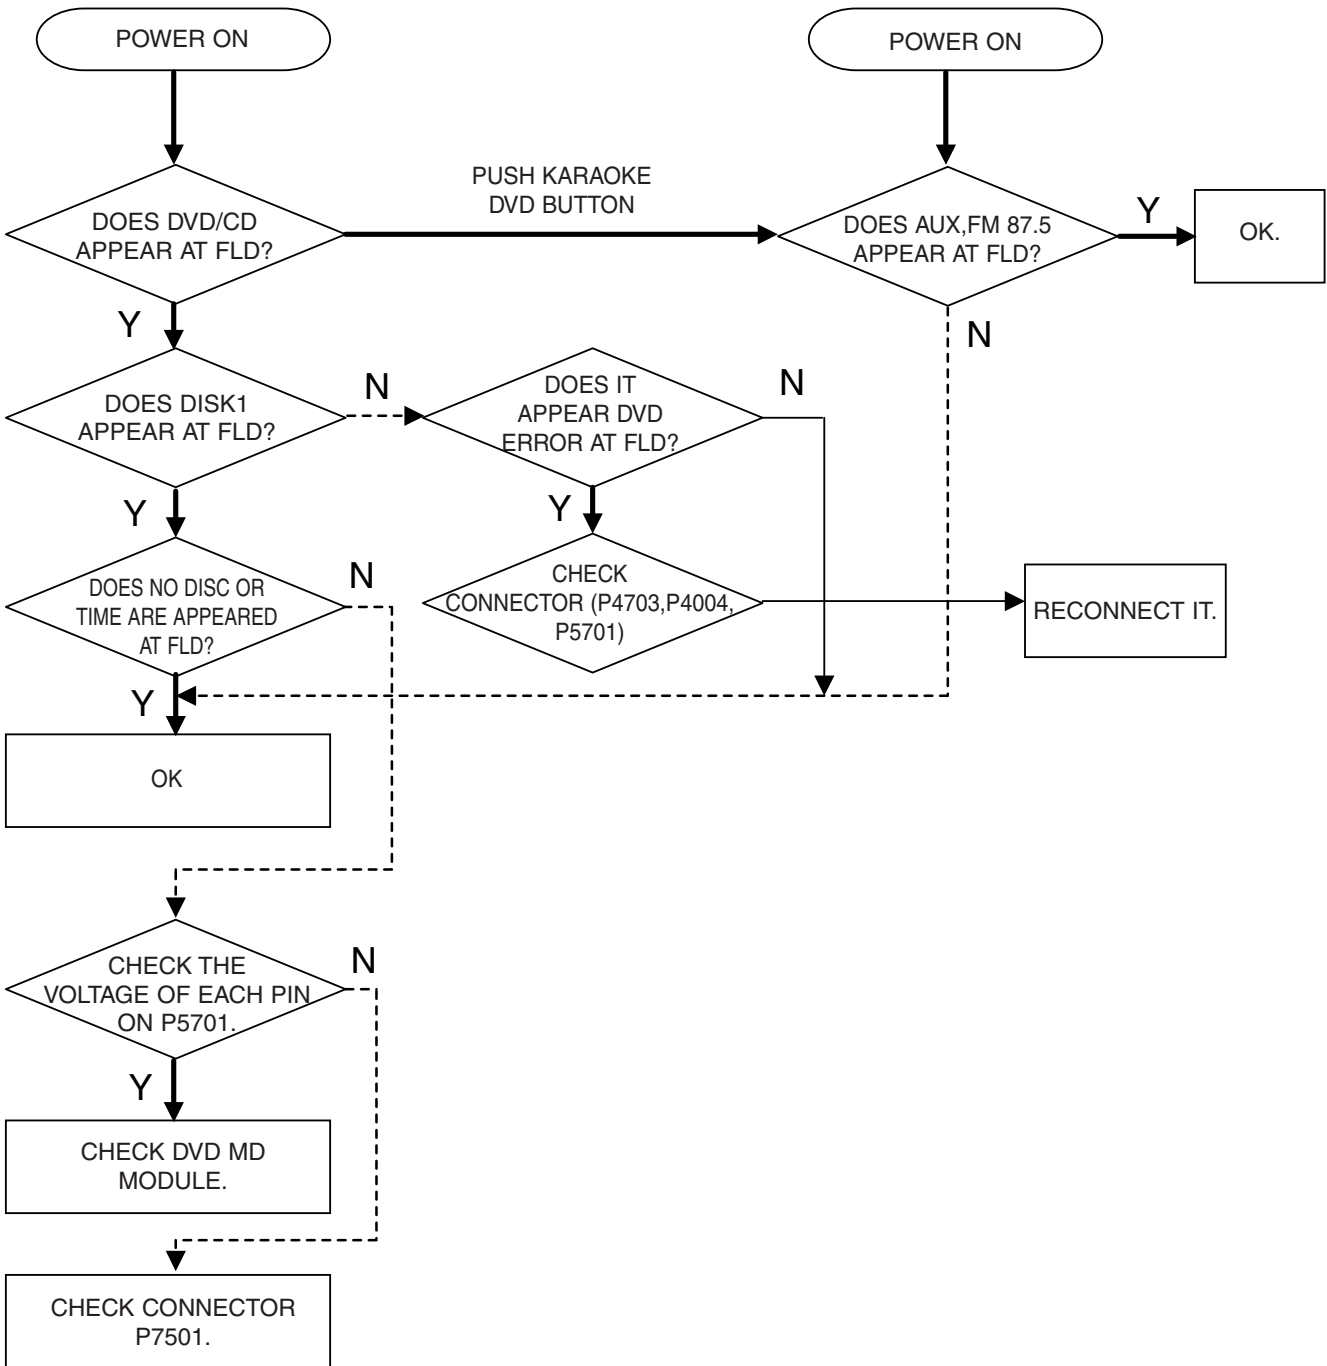 POWER ON
POWER ON
PUSH KARAOKE
DVD BUTTON
DOES DVD/CD
APPEAR AT FLD?
DOES AUX,FM 87.5
APPEAR AT FLD?
Y
OK.
Y
N
DOES DISK1
APPEAR AT FLD?
N
DOES IT
APPEAR DVD
ERROR AT FLD?
N
Y
Y
DOES NO DISC OR
TIME ARE APPEARED
AT FLD?
N
CHECK
CONNECTOR (P4703,P4004,
P5701)
RECONNECT IT.
Y
OK
CHECK THE
VOLTAGE OF EACH PIN
ON P5701.
N
Y
CHECK DVD MD
MODULE.
CHECK CONNECTOR
P7501.